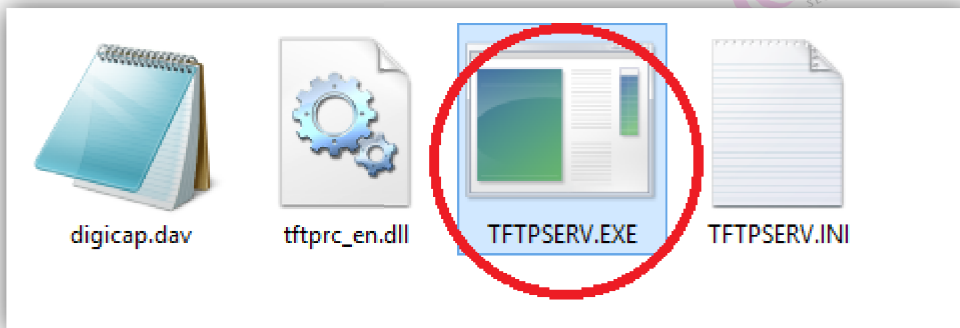 digicap.dav
tftprc_en.dll
TFTPSERV.EXE
TFTPSERV.INI